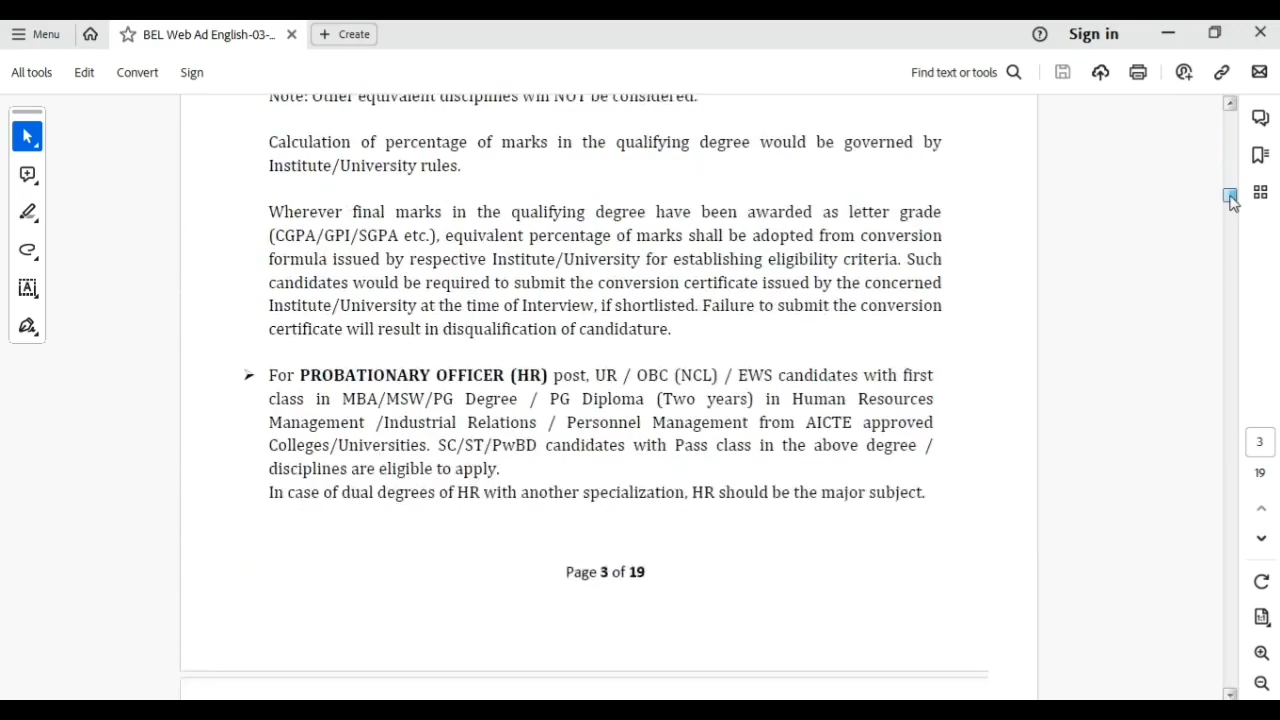 Menu
BEL Web Ad English-03-...
Create
Sign in
All tools
Edit
Convert
Sign
Find text or tools
Note: Other equivalent disciplines will NOT be considered.
Calculation of percentage of marks in the qualifying degree would be governed by
Institute/University rules.
Wherever final marks in the qualifying degree have been awarded as letter grade
(CGPA/GPI/SGPA etc.), equivalent percentage of marks shall be adopted from conversion
formula issued by respective Institute/University for establishing eligibility criteria. Such
candidates would be required to submit the conversion certificate issued by the concerned
Institute/University at the time of Interview, if shortlisted. Failure to submit the conversion
certificate will result in disqualification of candidature.
➢ For PROBATIONARY OFFICER (HR) post, UR / OBC (NCL) / EWS candidates with first
class in MBA/MSW/PG Degree / PG Diploma (Two years) in Human Resources
Management /Industrial Relations / Personnel Management from AICTE approved
Colleges/Universities. SC/ST/PwBD candidates with Pass class in the above degree /
disciplines are eligible to apply.
In case of dual degrees of HR with another specialization, HR should be the major subject.
Page 3 of 19
3
19